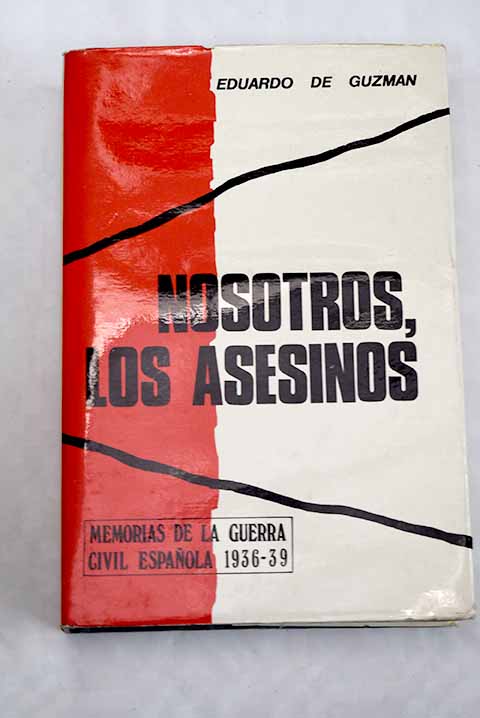 EDUARDO DE GUZMAN
NOSOTROS,
LOS ASESINOS
MEMORIAS DE LA GUERRA
CIVIL ESPAÑOLA 1936-39